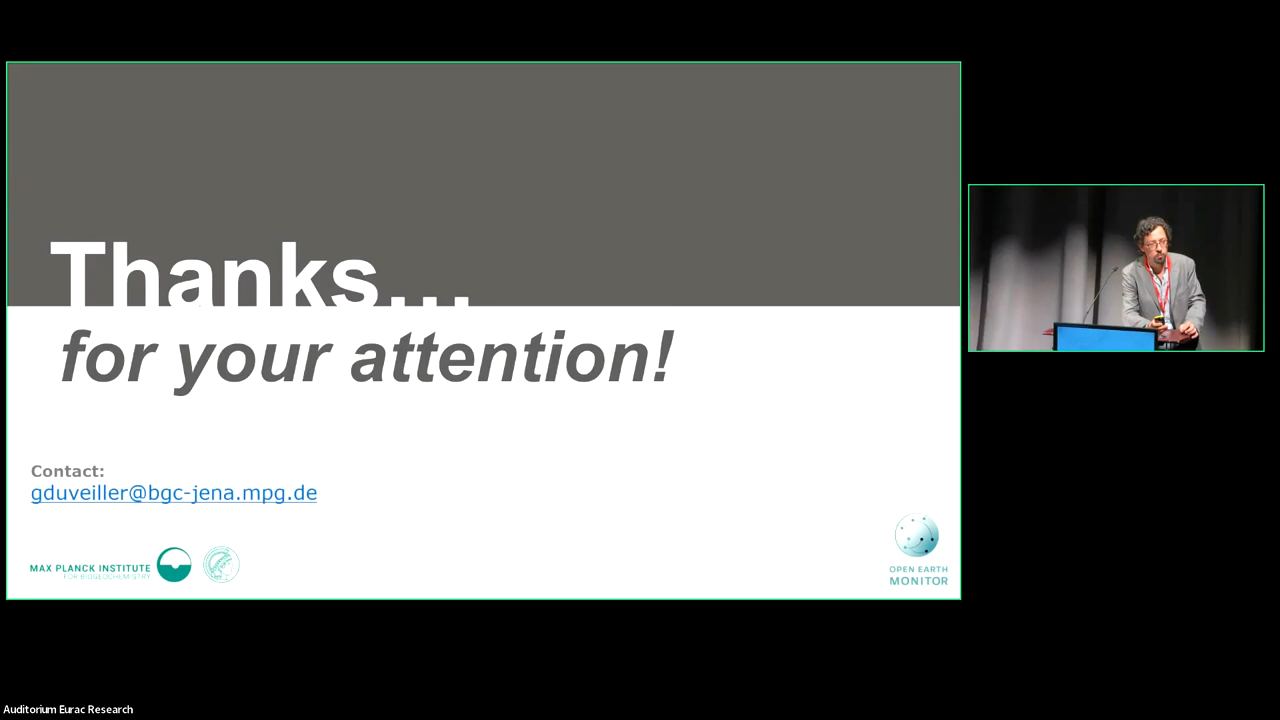 Thanks...
for your attention!
Contact:
gduveiller@bgc-jena.mpg.de
MAX PLANCK INSTITUTE
FOR BIOGEOCHEMISTRY
OPEN EARTH
MONITOR
Auditorium Eurac Research